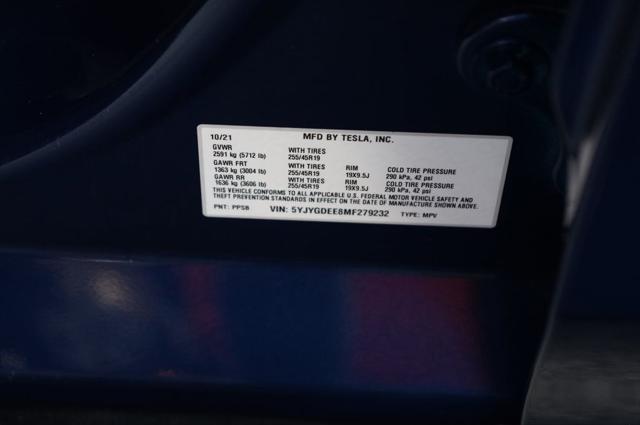 10/21 MFD BY TESLA, INC.
GVWR
2591 kg (5712 lb) WITH TIRES 255/45R19
GAWR FRT
1363 kg (3004 lb) WITH TIRES 255/45R19 RIM 19X9.5J COLD TIRE PRESSURE 290 kPa, 42 psi
GAWR RR
1636 kg (3606 lb) WITH TIRES 255/45R19 RIM 19X9.5J COLD TIRE PRESSURE 290 kPa, 42 psi
THIS VEHICLE CONFORMS TO ALL APPLICABLE U.S. FEDERAL MOTOR VEHICLE SAFETY AND
THEFT PREVENTION STANDARDS IN EFFECT ON THE DATE OF MANUFACTURE SHOWN ABOVE.
PNT: PPSB VIN: 5YJYGDEE8MF279232 TYPE: MPV